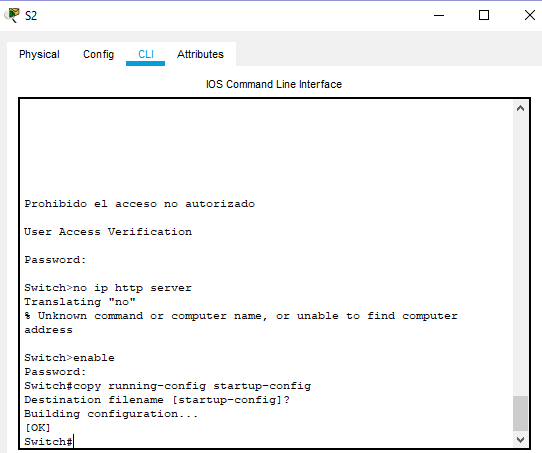 S2
Physical Config CLI Attributes
IOS Command Line Interface
Prohibido el acceso no autorizado
User Access Verification
Password:
Switch>no ip http server
Translating "no"
% Unknown command or computer name, or unable to find computer
address
Switch>enable
Password:
Switch#copy running-config startup-config
Destination filename [startup-config]?
Building configuration...
[OK]
Switch#